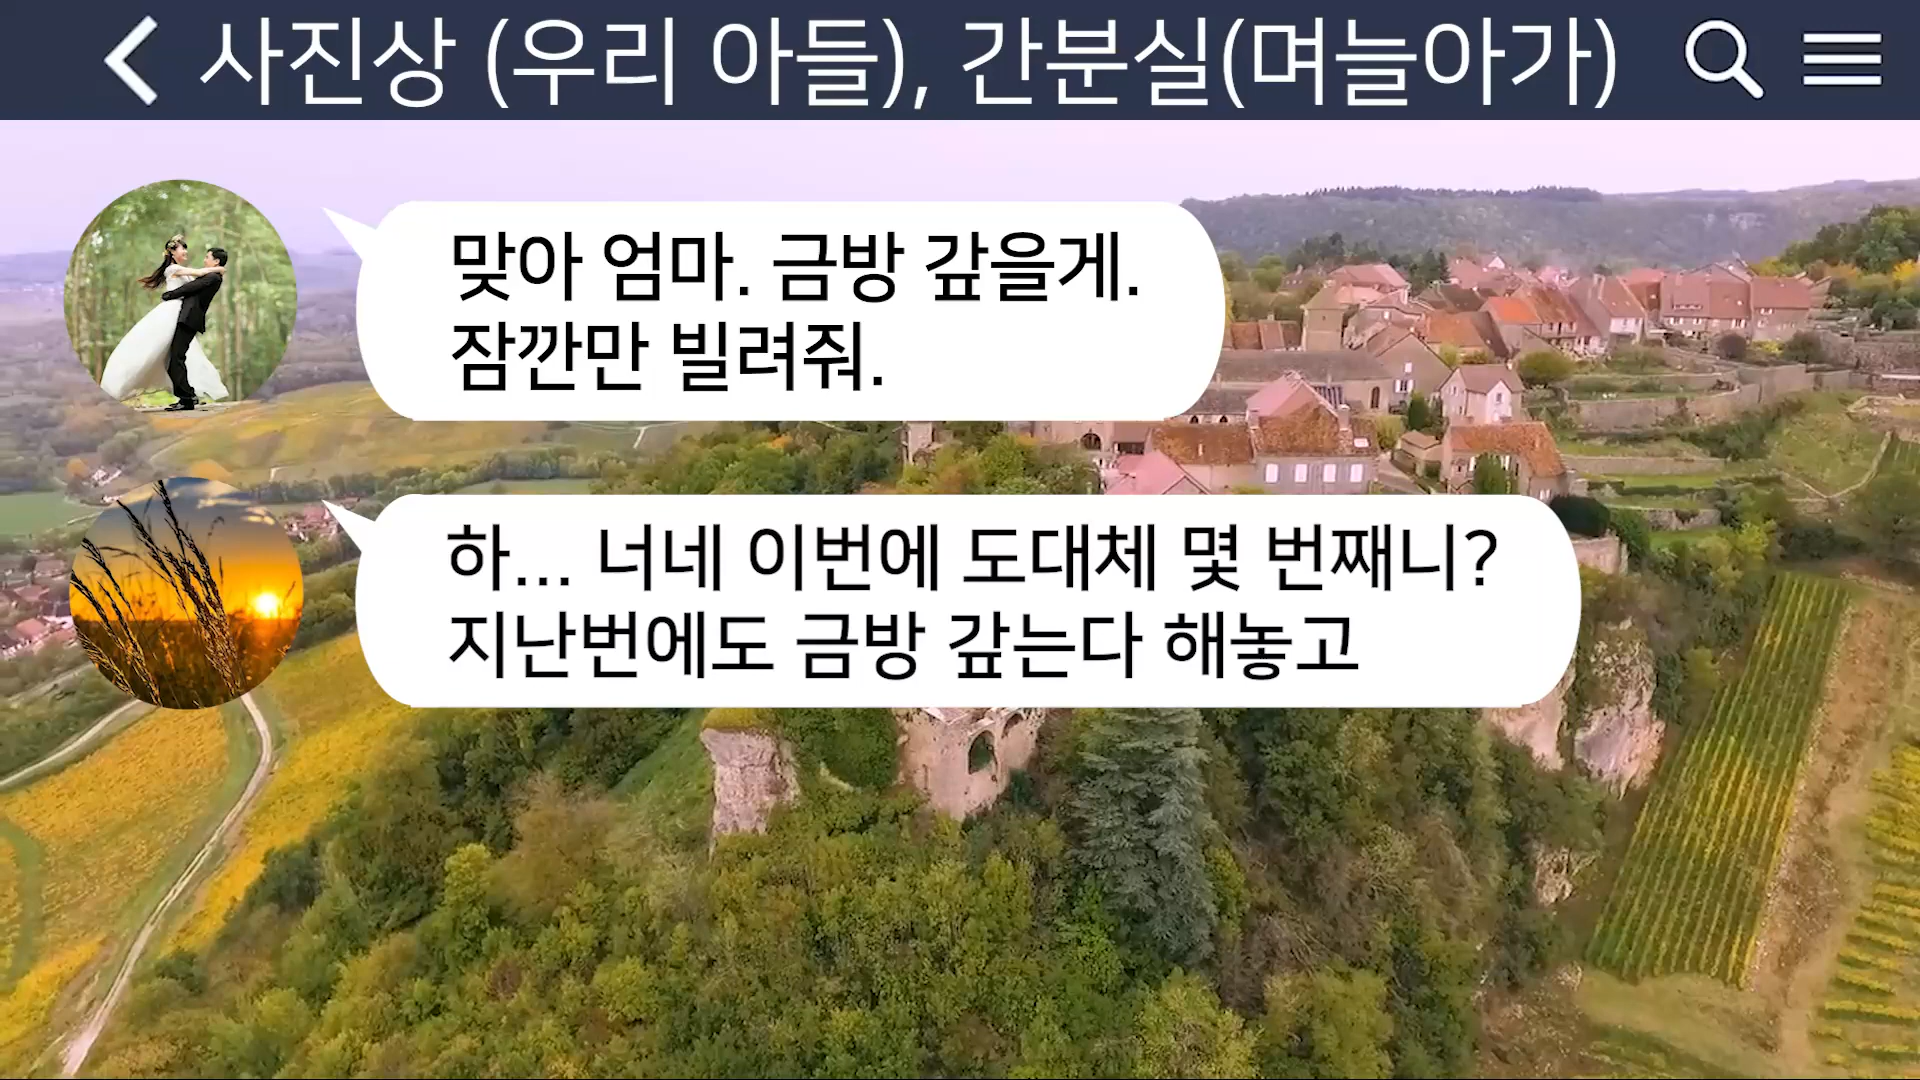 사진상 (우리 아들), 간분실(며늘아가)
맞아 엄마. 금방 갚을게.
잠깐만 빌려줘.
하... 너네 이번에 도대체 몇 번째니?
지난번에도 금방 갚는다 해놓고